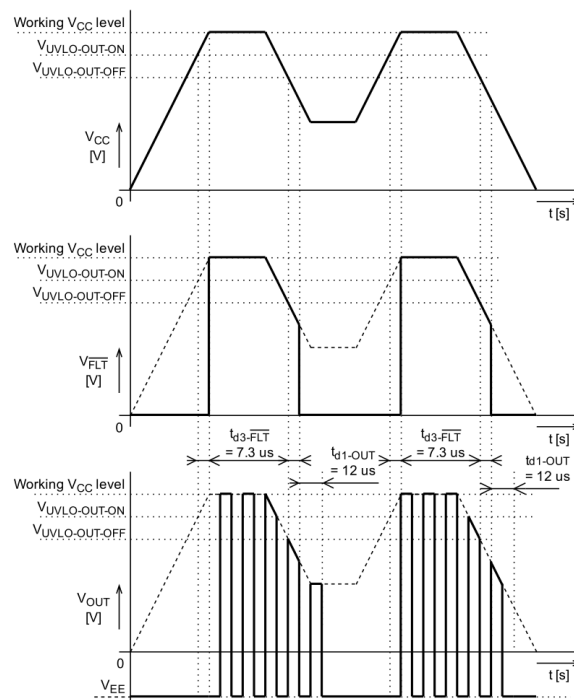 Working VCC level
VUVLO-OUT-ON
VUVLO-OUT-OFF
VCC
[V]
0
t [s]
Working VCC level
VUVLO-OUT-ON
VUVLO-OUT-OFF
VFLT
[V]
0
t [s]
td3-FLT
= 7.3 us
td1-OUT
= 12 us
td3-FLT
= 7.3 us
td1-OUT
= 12 us
Working VCC level
VUVLO-OUT-ON
VUVLO-OUT-OFF
VOUT
[V]
0
t [s]
VEE